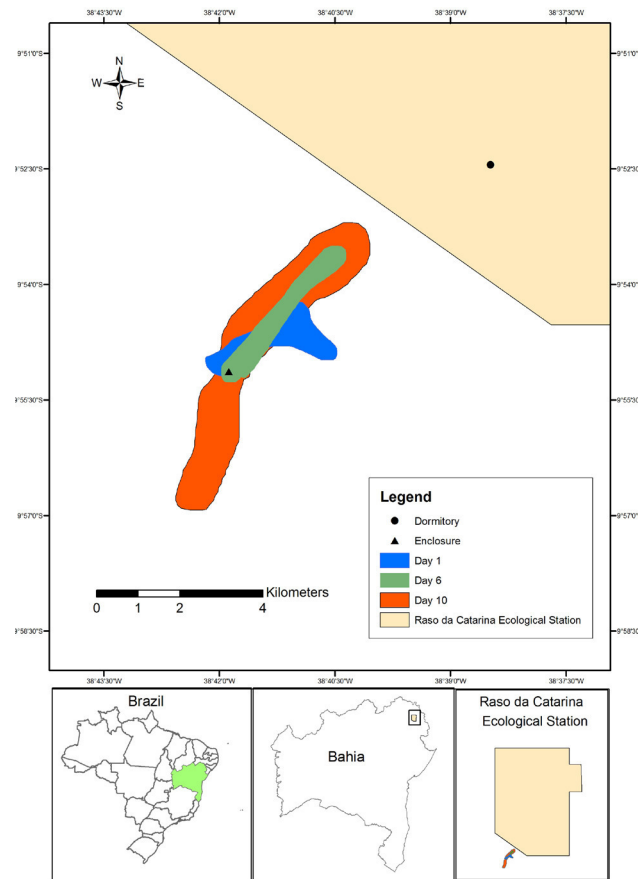 38°43'30"W 38°42'0"W 38°40'30"W 38°39'0"W 38°37'30"W
9°51'0"S 9°51'0"S
N
W E
S
9°52'30"S 9°52'30"S
9°54'0"S 9°54'0"S
9°55'30"S 9°55'30"S
Legend
Dormitory
Enclosure
Day 1
Day 6
Day 10
Raso da Catarina Ecological Station
9°57'0"S 9°57'0"S
Kilometers
0 1 2 4
9°58'30"S 9°58'30"S
38°43'30"W 38°42'0"W 38°40'30"W 38°39'0"W 38°37'30"W
Brazil
Bahia
Raso da Catarina
Ecological Station